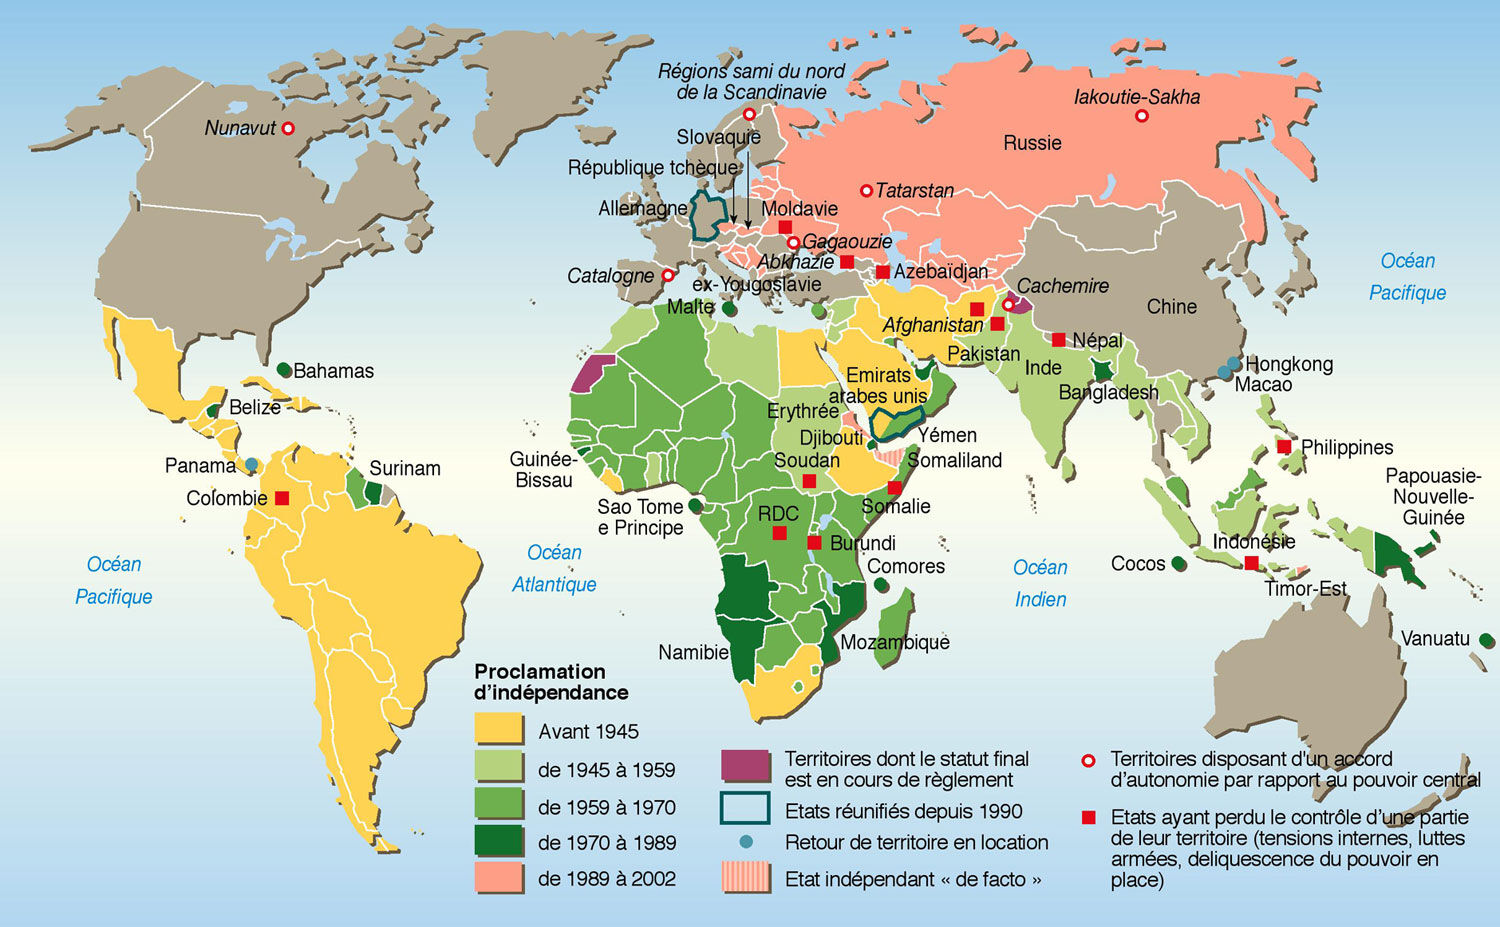 Régions sami du nord
de la Scandinavie
Iakoutie-Sakha
Nunavut
Slovaquie
Russie
République tchèque
Tatarstan
Allemagne
Moldavie
Gagaouzie
Abkhazie
Catalogne
Azebaïdjan
ex-Yougoslavie
Cachemire
Océan
Pacifique
Malte
Chine
Afghanistan
Népal
Pakistan
Inde
Hongkong
Macao
Bahamas
Emirats
arabes unis
Bangladesh
Belize
Erythrée
Djibouti
Yémen
Philippines
Panama
Surinam
Guinée-
Bissau
Soudan
Somaliland
Colombie
Papouasie-
Nouvelle-
Guinée
Sao Tome
e Principe
RDC
Somalie
Burundi
Indonésie
Océan
Pacifique
Océan
Atlantique
Comores
Océan
Indien
Cocos
Timor-Est
Namibie
Mozambique
Vanuatu
Proclamation
d'indépendance
Avant 1945
de 1945 à 1959
de 1959 à 1970
de 1970 à 1989
de 1989 à 2002
Territoires dont le statut final
est en cours de règlement
Etats réunifiés depuis 1990
Retour de territoire en location
Etat indépendant « de facto »
Territoires disposant d'un accord
d'autonomie par rapport au pouvoir central
Etats ayant perdu le contrôle d'une partie
de leur territoire (tensions internes, luttes
armées, deliquescence du pouvoir en
place)